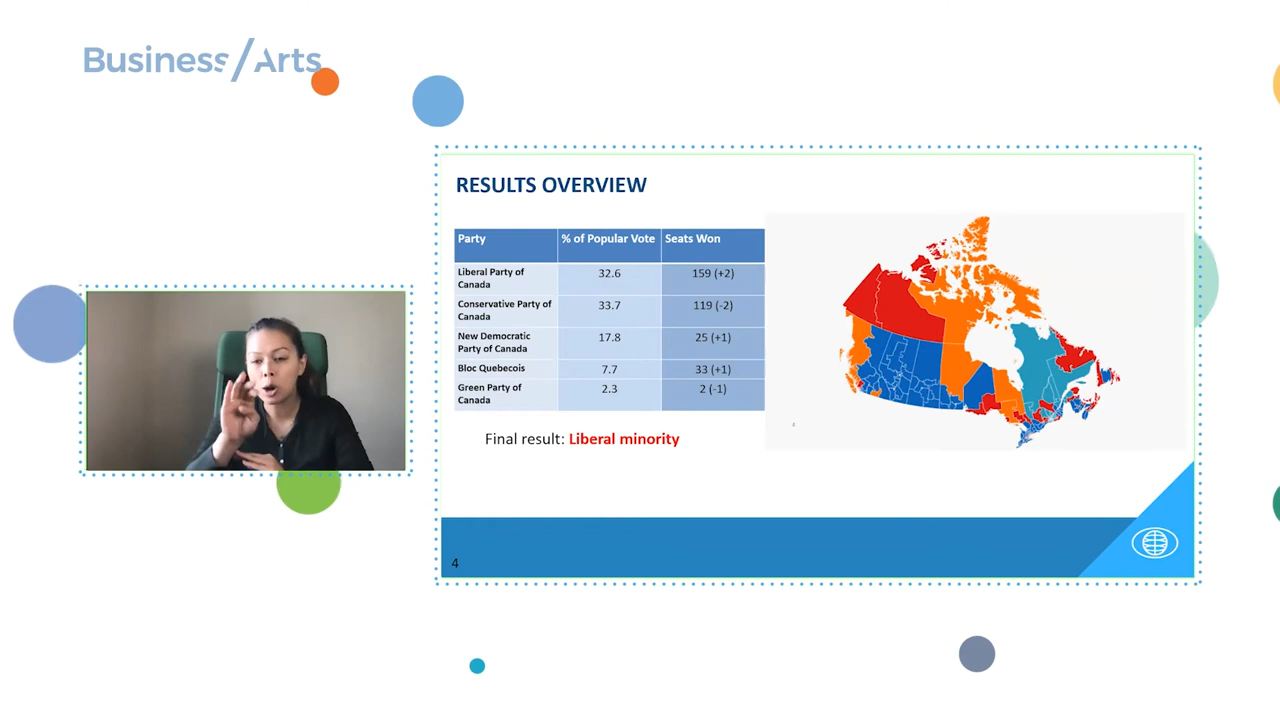 Business/Arts
RESULTS OVERVIEW
Party % of Popular Vote Seats Won
Liberal Party of
Canada 32.6 159 (+2)
Conservative Party of
Canada 33.7 119 (-2)
New Democratic
Party of Canada 17.8 25 (+1)
Bloc Quebecois 7.7 33 (+1)
Green Party of
Canada 2.3 2 (-1)
Final result: Liberal minority
4